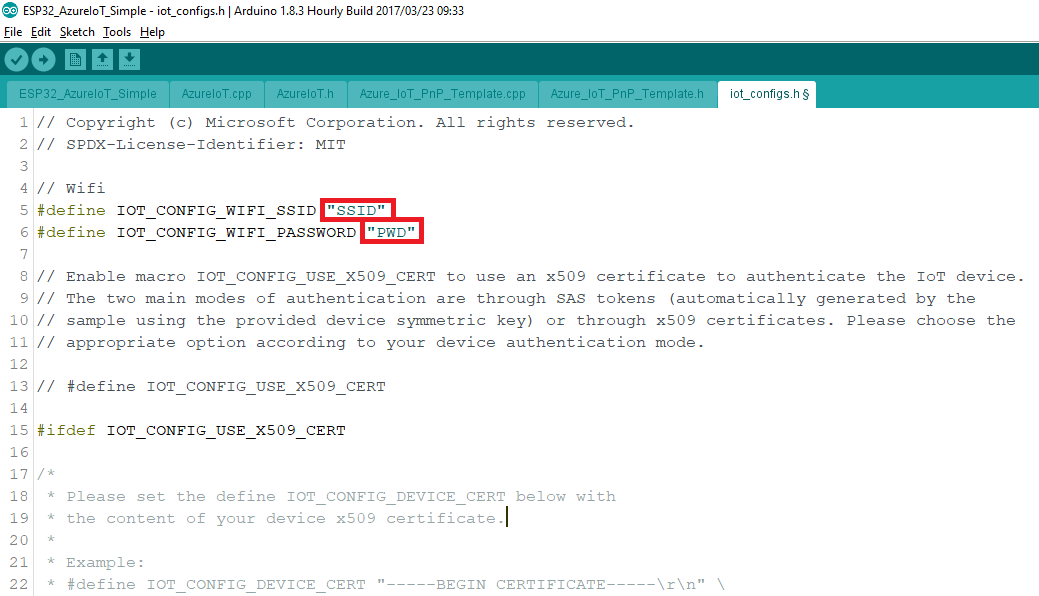 ESP32_AzureIoT_Simple - iot_configs.h | Arduino 1.8.3 Hourly Build 2017/03/23 09:33
File Edit Sketch Tools Help
ESP32_AzureIoT_Simple AzureIoT.cpp AzureIoT.h Azure_IoT_PnP_Template.cpp Azure_IoT_PnP_Template.h iot_configs.h §
1 // Copyright (c) Microsoft Corporation. All rights reserved.
2 // SPDX-License-Identifier: MIT
3
4 // Wifi
5 #define IOT_CONFIG_WIFI_SSID "SSID"
6 #define IOT_CONFIG_WIFI_PASSWORD "PWD"
7
8 // Enable macro IOT_CONFIG_USE_X509_CERT to use an x509 certificate to authenticate the IoT device.
9 // The two main modes of authentication are through SAS tokens (automatically generated by the
10 // sample using the provided device symmetric key) or through x509 certificates. Please choose the
11 // appropriate option according to your device authentication mode.
12
13 // #define IOT_CONFIG_USE_X509_CERT
14
15 #ifdef IOT_CONFIG_USE_X509_CERT
16
17 /*
18 * Please set the define IOT_CONFIG_DEVICE_CERT below with
19 * the content of your device x509 certificate.
20 *
21 * Example:
22 * #define IOT_CONFIG_DEVICE_CERT "-----BEGIN CERTIFICATE-----\r\n" \